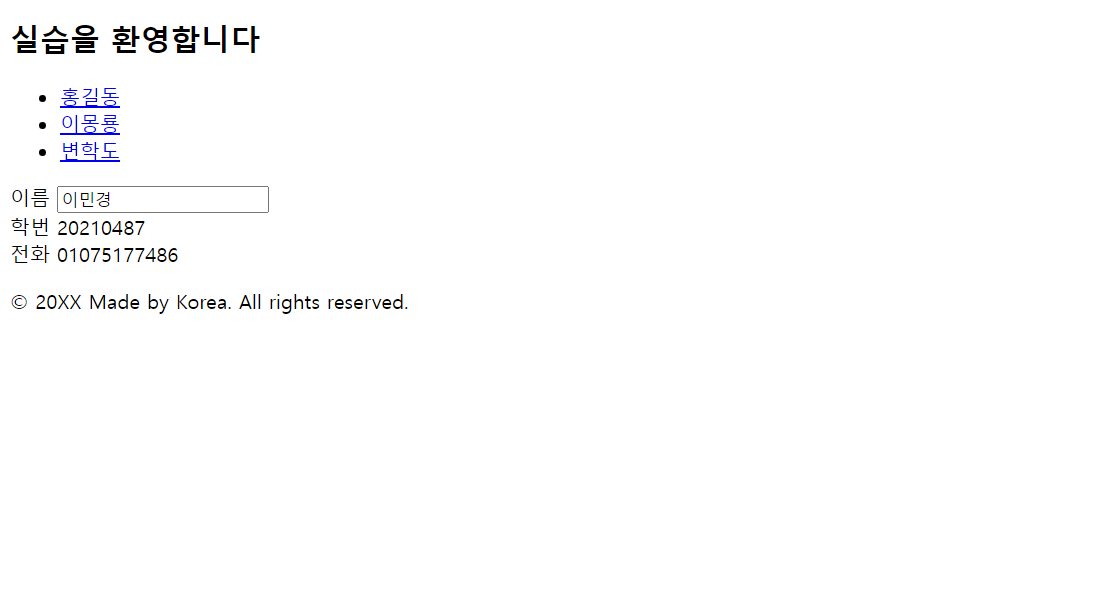 실습을 환영합니다
홍길동
이몽룡
변학도
이름 이민경
학번 20210487
전화 01075177486
© 20XX Made by Korea. All rights reserved.